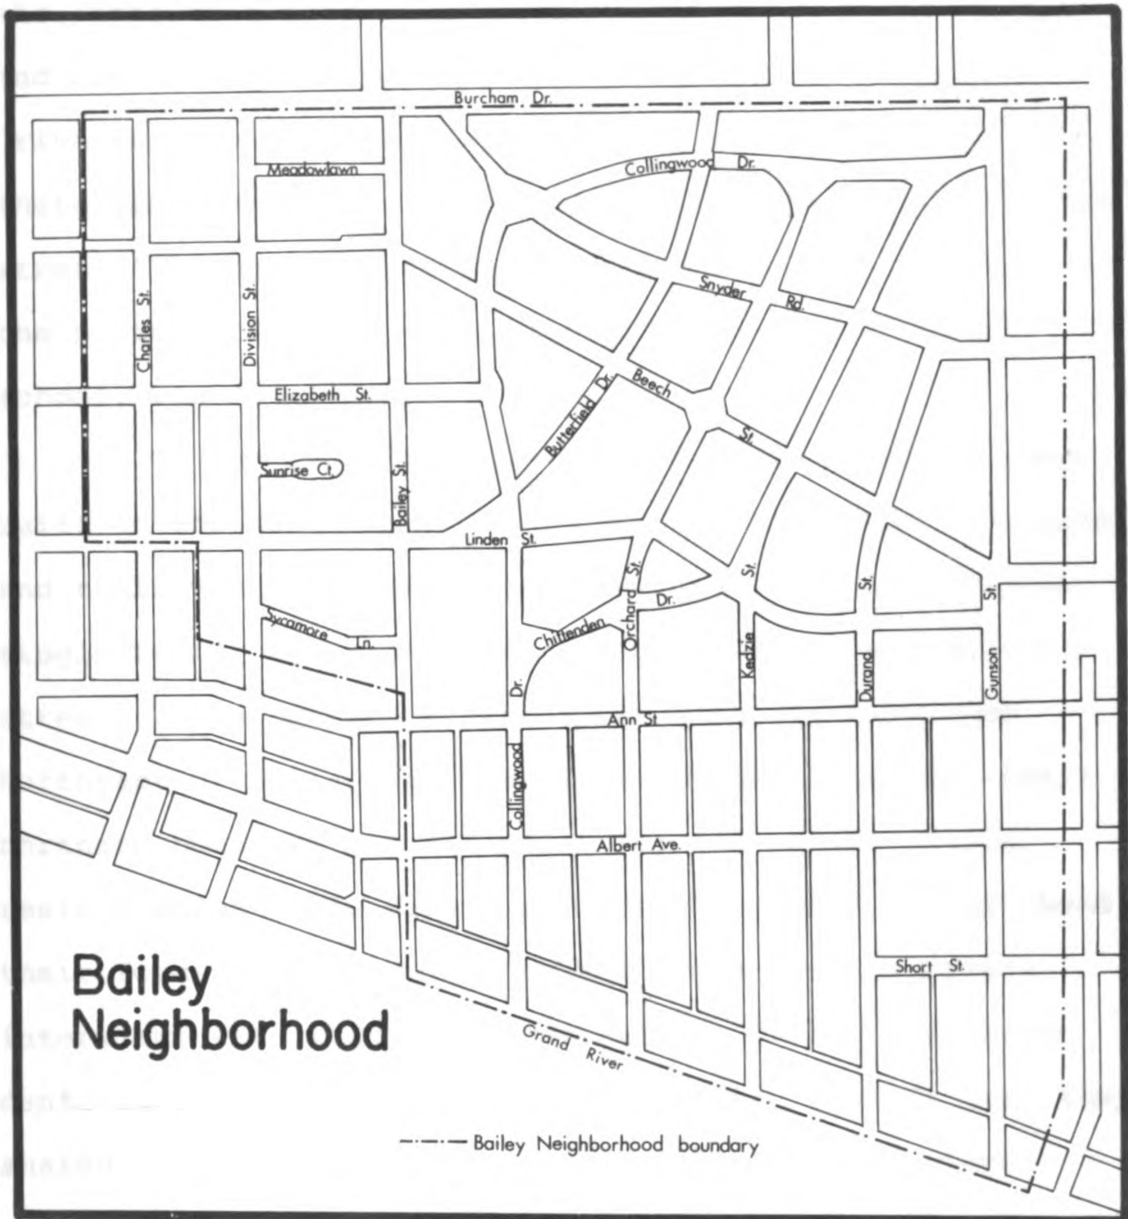 Burcham Dr.
Meadowlawn
Collingwood Dr.
Snyder Rd.
Charles St.
Division St.
Elizabeth St.
Butterfield Dr.
Beech St.
Sunrise Ct.
Bailey St.
Linden St.
Sycamore Ln.
Chittenden Dr.
Orchard St.
Kedzie St.
Durand St.
Gunson St.
Collingwood Dr.
Ann St
Albert Ave.
Short St.
Grand River
Bailey
Neighborhood
Bailey Neighborhood boundary